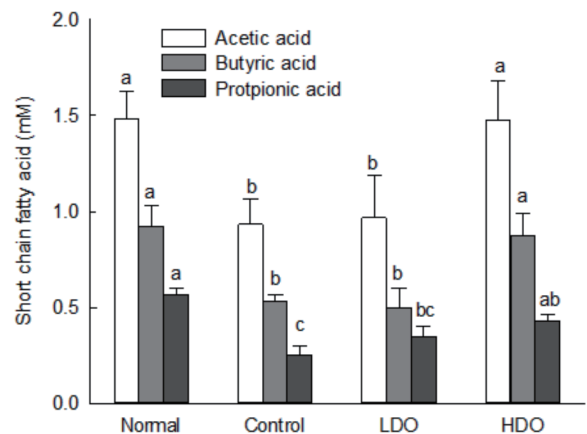 2.0
1.5
1.0
0.5
0.0
Short chain fatty acid (mM)
Acetic acid
Butyric acid
Protpionic acid
a
a
a
b
b
c
b
b
bc
a
a
ab
Normal
Control
LDO
HDO